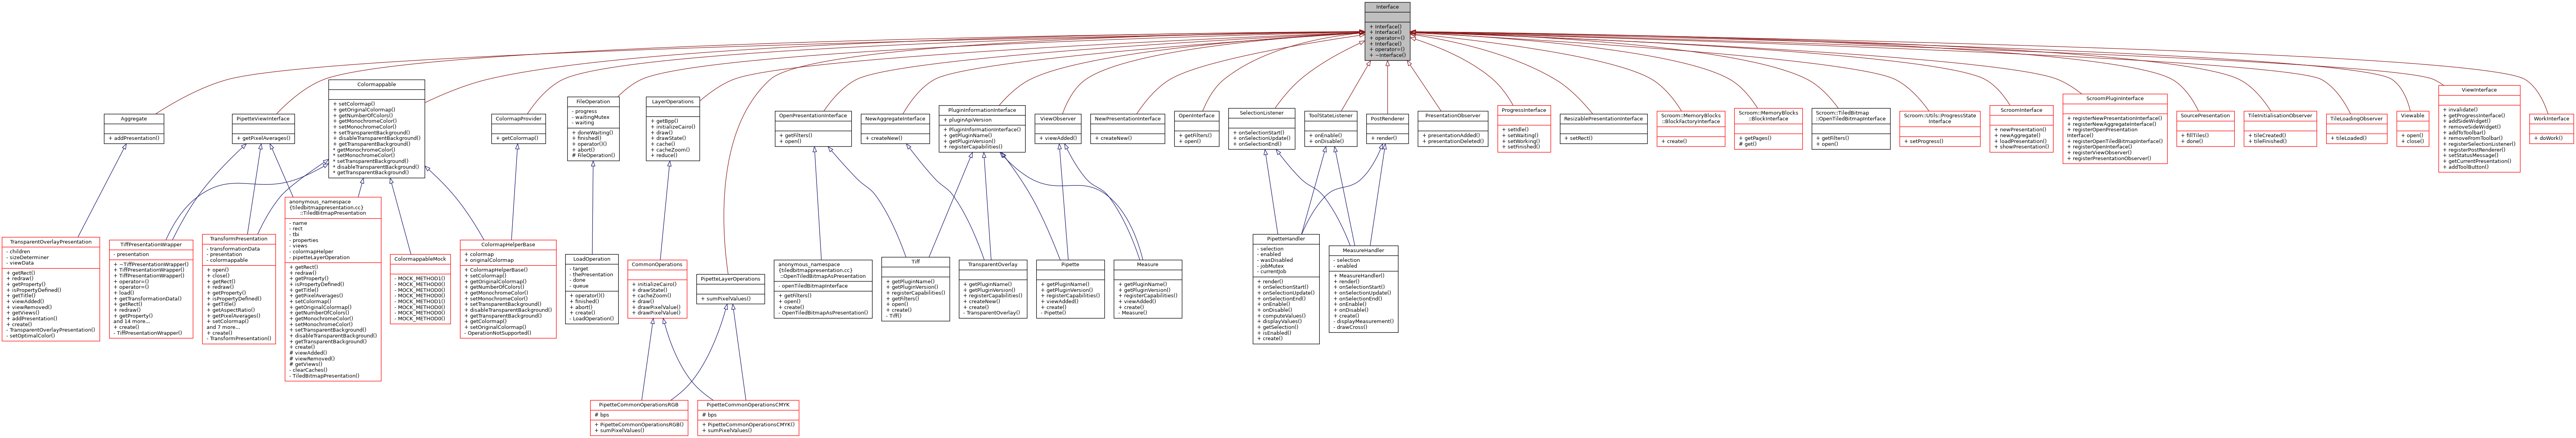 Interface
+ Interface()
+ Interface()
+ operator=()
+ Interface()
+ operator=()
+ ~Interface()
Aggregate
+ addPresentation()
PipetteViewInterface
+ getPixelAverages()
Colormappable
+ setColormap()
+ getOriginalColormap()
+ getNumberOfColors()
+ getMonochromeColor()
+ setMonochromeColor()
+ setTransparentBackground()
+ disableTransparentBackground()
+ getTransparentBackground()
* getMonochromeColor()
* setMonochromeColor()
* setTransparentBackground()
* disableTransparentBackground()
* getTransparentBackground()
ColormapProvider
+ getColormap()
FileOperation
- progress
- waitingMutex
- waiting
+ doneWaiting()
+ finished()
+ operator()()
+ abort()
# FileOperation()
LayerOperations
+ getBpp()
+ initializeCairo()
+ draw()
+ drawState()
+ cache()
+ cacheZoom()
+ reduce()
OpenPresentationInterface
+ getFilters()
+ open()
NewAggregateInterface
+ createNew()
PluginInformationInterface
+ pluginApiVersion
+ PluginInformationInterface()
+ getPluginName()
+ getPluginVersion()
+ registerCapabilities()
ViewObserver
+ viewAdded()
NewPresentationInterface
+ createNew()
OpenInterface
+ getFilters()
+ open()
SelectionListener
+ onSelectionStart()
+ onSelectionUpdate()
+ onSelectionEnd()
ToolStateListener
+ onEnable()
+ onDisable()
PostRenderer
+ render()
PresentationObserver
+ presentationAdded()
+ presentationDeleted()
ProgressInterface
+ setIdle()
+ setWaiting()
+ setWorking()
+ setFinished()
ResizablePresentationInterface
+ setRect()
Scroom::MemoryBlocks
::BlockFactoryInterface
+ create()
Scroom::MemoryBlocks
::BlockInterface
+ getPages()
# get()
Scroom::TiledBitmap
::OpenTiledBitmapInterface
+ getFilters()
+ open()
Scroom::Utils::ProgressState
Interface
+ setProgress()
ScroomInterface
+ newPresentation()
+ newAggregate()
+ loadPresentation()
+ showPresentation()
ScroomPluginInterface
+ registerNewPresentationInterface()
+ registerNewAggregateInterface()
+ registerOpenPresentation
Interface()
+ registerOpenTiledBitmapInterface()
+ registerOpenInterface()
+ registerViewObserver()
+ registerPresentationObserver()
SourcePresentation
+ fillTiles()
+ done()
TileInitialisationObserver
+ tileCreated()
+ tileFinished()
TileLoadingObserver
+ tileLoaded()
Viewable
+ open()
+ close()
ViewInterface
+ invalidate()
+ getProgressInterface()
+ addSideWidget()
+ removeSideWidget()
+ addToToolbar()
+ removeFromToolbar()
+ registerSelectionListener()
+ registerPostRenderer()
+ setStatusMessage()
+ getCurrentPresentation()
+ addToolButton()
WorkInterface
+ doWork()
TransparentOverlayPresentation
- children
- sizeDeterminer
- viewData
+ getRect()
+ redraw()
+ getProperty()
+ isPropertyDefined()
+ getTitle()
+ viewAdded()
+ viewRemoved()
+ getViews()
+ addPresentation()
+ create()
- TransparentOverlayPresentation()
- setOptimalColor()
TiffPresentationWrapper
- presentation
+ ~TiffPresentationWrapper()
+ TiffPresentationWrapper()
+ TiffPresentationWrapper()
+ operator=()
+ operator=()
+ load()
+ getTransformationData()
+ getRect()
+ redraw()
+ getProperty()
and 14 more...
+ create()
- TiffPresentationWrapper()
TransformPresentation
- transformationData
- presentation
- colormappable
+ open()
+ close()
+ getRect()
+ redraw()
+ getProperty()
+ isPropertyDefined()
+ getTitle()
+ getAspectRatio()
+ getPixelAverages()
+ setColormap()
and 7 more...
+ create()
- TransformPresentation()
anonymous_namespace
{tiledbitmappresentation.cc}
::TiledBitmapPresentation
- name
- rect
- tbi
- properties
- views
- colormapHelper
- pipetteLayerOperation
+ getRect()
+ redraw()
+ getProperty()
+ isPropertyDefined()
+ getTitle()
+ getPixelAverages()
+ setColormap()
+ getOriginalColormap()
+ getNumberOfColors()
+ getMonochromeColor()
+ setMonochromeColor()
+ setTransparentBackground()
+ disableTransparentBackground()
+ getTransparentBackground()
+ create()
# viewAdded()
# viewRemoved()
# getViews()
- clearCaches()
- TiledBitmapPresentation()
ColormappableMock
- MOCK_METHOD1()
- MOCK_METHOD0()
- MOCK_METHOD0()
- MOCK_METHOD0()
- MOCK_METHOD1()
- MOCK_METHOD1()
- MOCK_METHOD0()
- MOCK_METHOD0()
ColormapHelperBase
+ colormap
+ originalColormap
+ ColormapHelperBase()
+ setColormap()
+ getOriginalColormap()
+ getNumberOfColors()
+ getMonochromeColor()
+ setMonochromeColor()
+ setTransparentBackground()
+ disableTransparentBackground()
+ getTransparentBackground()
+ getColormap()
+ setOriginalColormap()
- OperationNotSupported()
LoadOperation
- target
- thePresentation
- done
- queue
+ operator()()
+ finished()
+ abort()
+ create()
- LoadOperation()
CommonOperations
+ initializeCairo()
+ drawState()
+ cacheZoom()
+ draw()
+ drawPixelValue()
+ drawPixelValue()
PipetteLayerOperations
+ sumPixelValues()
anonymous_namespace
{tiledbitmappresentation.cc}
::OpenTiledBitmapAsPresentation
- openTiledBitmapInterface
+ getFilters()
+ open()
+ create()
- OpenTiledBitmapAsPresentation()
Tiff
+ getPluginName()
+ getPluginVersion()
+ registerCapabilities()
+ getFilters()
+ open()
+ create()
- Tiff()
TransparentOverlay
+ getPluginName()
+ getPluginVersion()
+ registerCapabilities()
+ createNew()
+ create()
- TransparentOverlay()
Pipette
+ getPluginName()
+ getPluginVersion()
+ registerCapabilities()
+ viewAdded()
+ create()
- Pipette()
Measure
+ getPluginName()
+ getPluginVersion()
+ registerCapabilities()
+ viewAdded()
+ create()
- Measure()
PipetteHandler
- selection
- enabled
- wasDisabled
- jobMutex
- currentJob
+ render()
+ onSelectionStart()
+ onSelectionUpdate()
+ onSelectionEnd()
+ onEnable()
+ onDisable()
+ computeValues()
+ displayValues()
+ getSelection()
+ isEnabled()
+ create()
MeasureHandler
- selection
- enabled
+ MeasureHandler()
+ render()
+ onSelectionStart()
+ onSelectionUpdate()
+ onSelectionEnd()
+ onEnable()
+ onDisable()
+ create()
- displayMeasurement()
- drawCross()
PipetteCommonOperationsRGB
# bps
+ PipetteCommonOperationsRGB()
+ sumPixelValues()
PipetteCommonOperationsCMYK
# bps
+ PipetteCommonOperationsCMYK()
+ sumPixelValues()